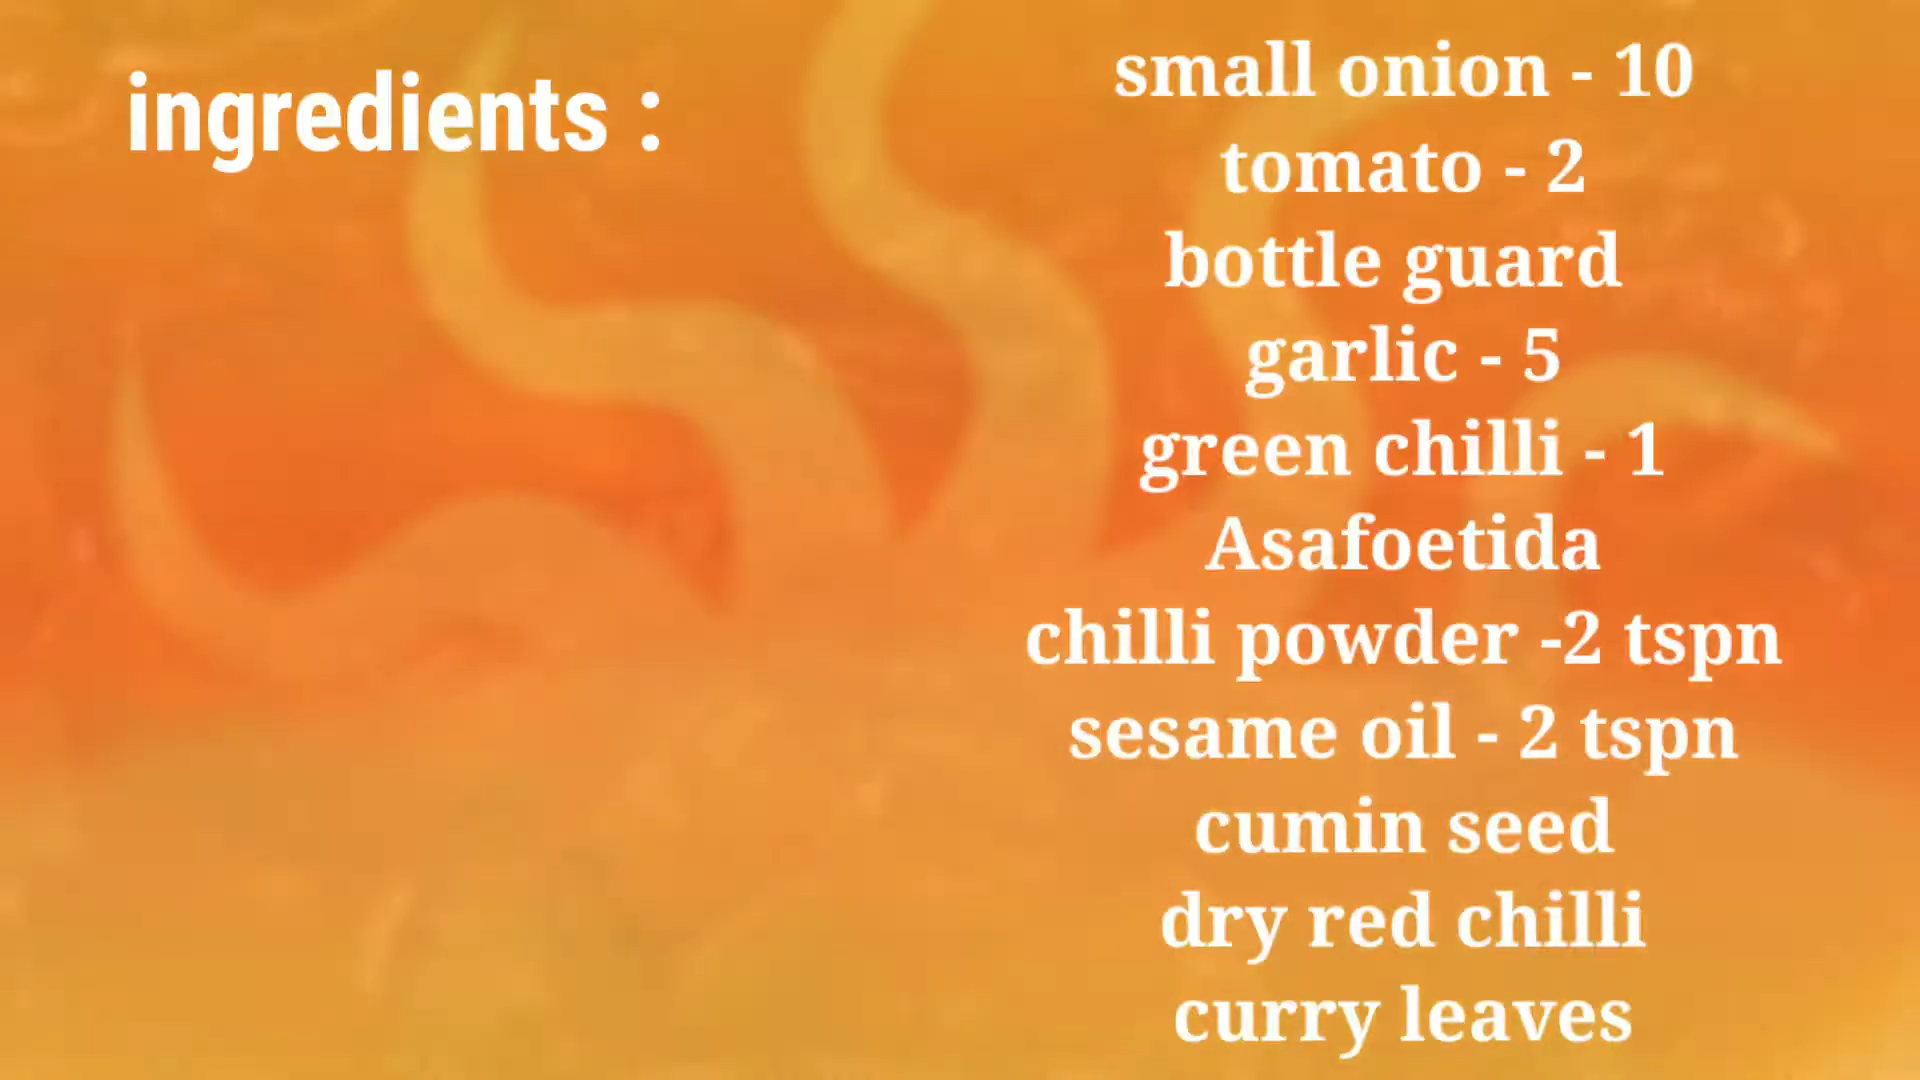 ingredients :
small onion - 10
tomato - 2
bottle guard
garlic - 5
green chilli - 1
Asafoetida
chilli powder -2 tspn
sesame oil - 2 tspn
cumin seed
dry red chilli
curry leaves